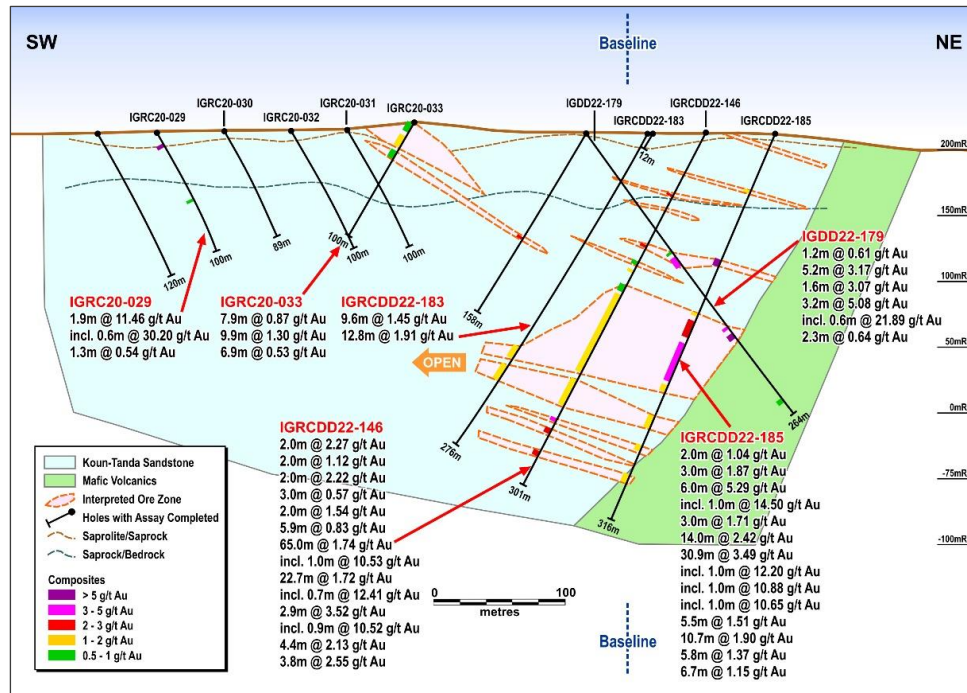 SW
Baseline
NE
IGRC20-029
IGRC20-030
IGRC20-032
IGRC20-031
IGRC20-033
IGDD22-179
IGRCDD22-183
IGRCDD22-146
IGRCDD22-185
12m
200mR
150mR
100mR
50mR
0mR
-75mR
-100mR
120m
100m
89m
100m
100m
100m
158m
276m
301m
316m
264m
IGRC20-029
1.9m @ 11.46 g/t Au
incl. 0.6m @ 30.20 g/t Au
1.3m @ 0.54 g/t Au
IGRC20-033
7.9m @ 0.87 g/t Au
9.9m @ 1.30 g/t Au
6.9m @ 0.53 g/t Au
IGRCDD22-183
9.6m @ 1.45 g/t Au
12.8m @ 1.91 g/t Au
IGDD22-179
1.2m @ 0.61 g/t Au
5.2m @ 3.17 g/t Au
1.6m @ 3.07 g/t Au
3.2m @ 5.08 g/t Au
incl. 0.6m @ 21.89 g/t Au
2.3m @ 0.64 g/t Au
OPEN
IGRCDD22-146
2.0m @ 2.27 g/t Au
2.0m @ 1.12 g/t Au
2.0m @ 2.22 g/t Au
3.0m @ 0.57 g/t Au
2.0m @ 1.54 g/t Au
5.9m @ 0.83 g/t Au
65.0m @ 1.74 g/t Au
incl. 1.0m @ 10.53 g/t Au
22.7m @ 1.72 g/t Au
incl. 0.7m @ 12.41 g/t Au
2.9m @ 3.52 g/t Au
incl. 0.9m @ 10.52 g/t Au
4.4m @ 2.13 g/t Au
3.8m @ 2.55 g/t Au
IGRCDD22-185
2.0m @ 1.04 g/t Au
3.0m @ 1.87 g/t Au
6.0m @ 5.29 g/t Au
incl. 1.0m @ 14.50 g/t Au
3.0m @ 1.71 g/t Au
14.0m @ 2.42 g/t Au
30.9m @ 3.49 g/t Au
incl. 1.0m @ 12.20 g/t Au
incl. 1.0m @ 10.88 g/t Au
incl. 1.0m @ 10.65 g/t Au
5.5m @ 1.51 g/t Au
10.7m @ 1.90 g/t Au
5.8m @ 1.37 g/t Au
6.7m @ 1.15 g/t Au
Koun-Tanda Sandstone
Mafic Volcanics
Interpreted Ore Zone
Holes with Assay Completed
Saprolite/Saprock
Saprock/Bedrock
Composites
> 5 g/t Au
3 - 5 g/t Au
2 - 3 g/t Au
1 - 2 g/t Au
0.5 - 1 g/t Au
0
100
metres
Baseline